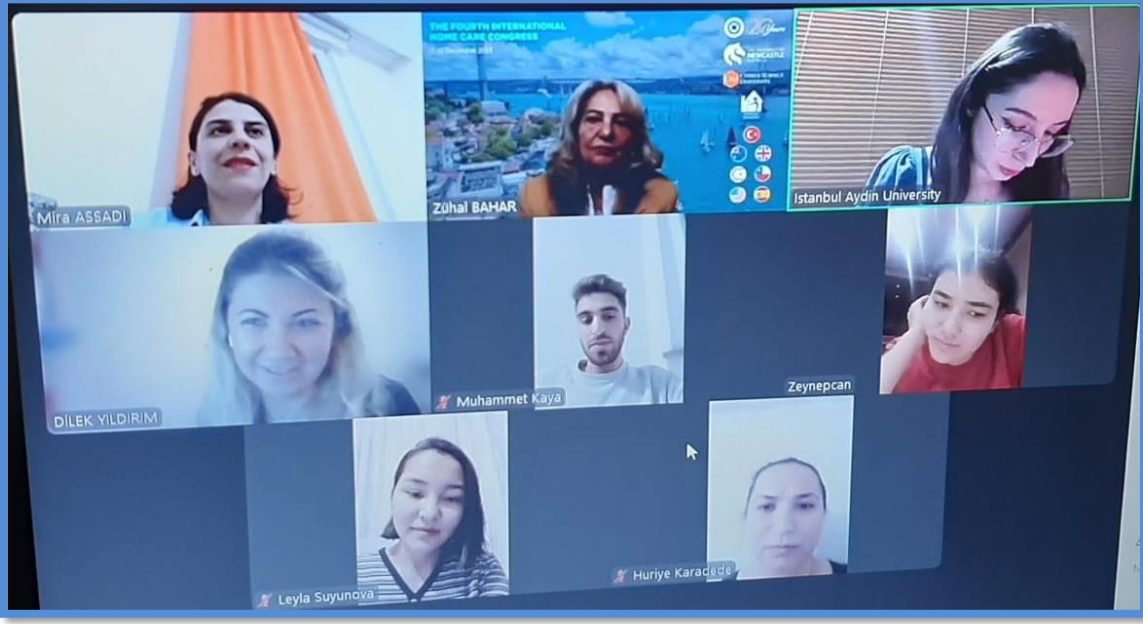 THE FOURTH INTERNATIONAL
HOME CARE CONGRESS
NEWCASTLE
Mira ASSADI
Zühal BAHAR
Istanbul Aydin University
DİLEK YILDIRIM
Muhammet Kaya
Zeynepcan
Leyla Suyunova
Huriye Karadede